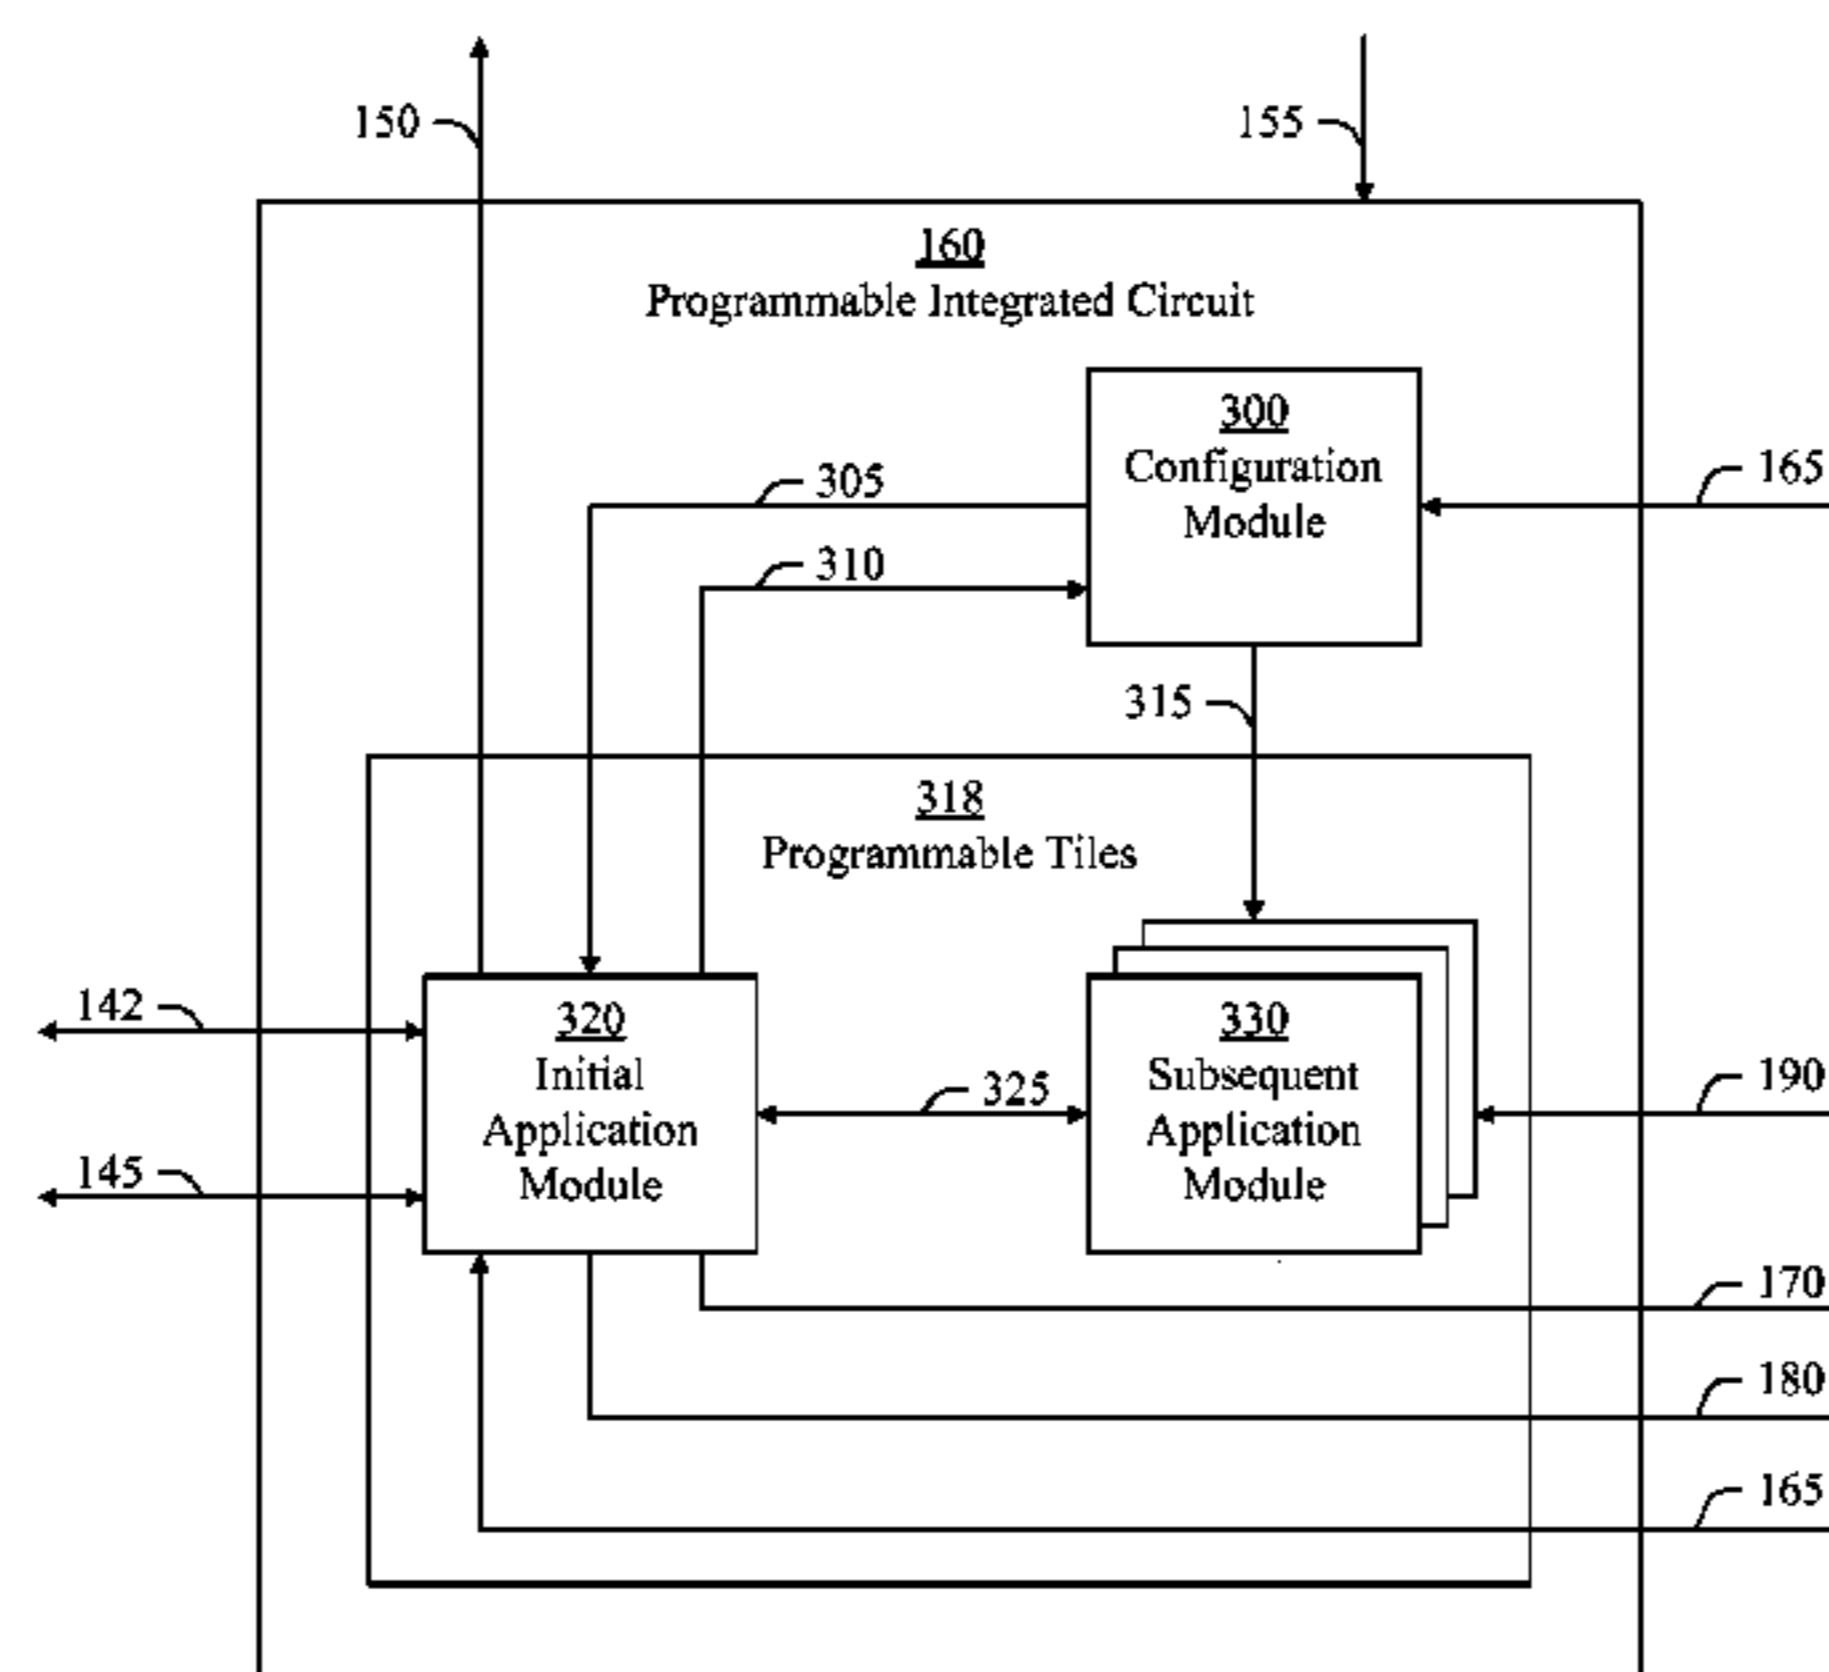 150
155
160
Programmable Integrated Circuit
300
Configuration
Module
165
305
310
315
318
Programmable Tiles
142
320
Initial
Application
Module
145
325
330
Subsequent
Application
Module
190
170
180
165